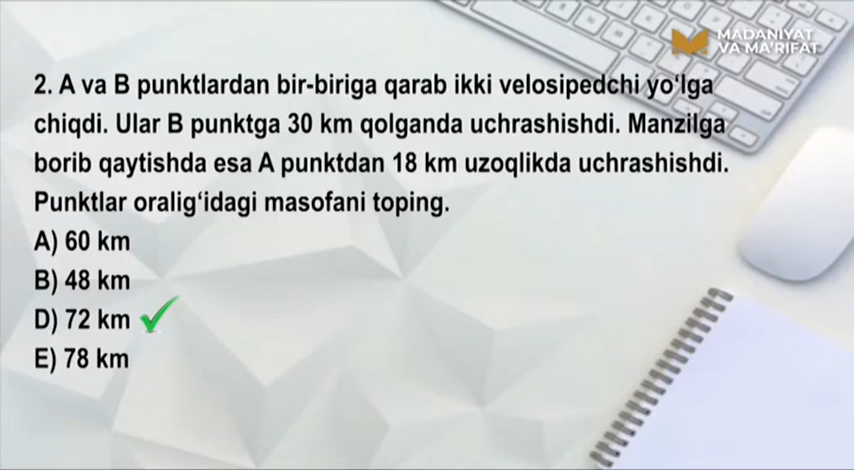 MADANIYAT
VA MA'RIFAT
2. A va B punktlardan bir-biriga qarab ikki velosipedchi yo‘lga
chiqdi. Ular B punktga 30 km qolganda uchrashishdi. Manzilga
borib qaytishda esa A punktdan 18 km uzoqlikda uchrashishdi.
Punktlar oralig‘idagi masofani toping.
A) 60 km
B) 48 km
D) 72 km
E) 78 km